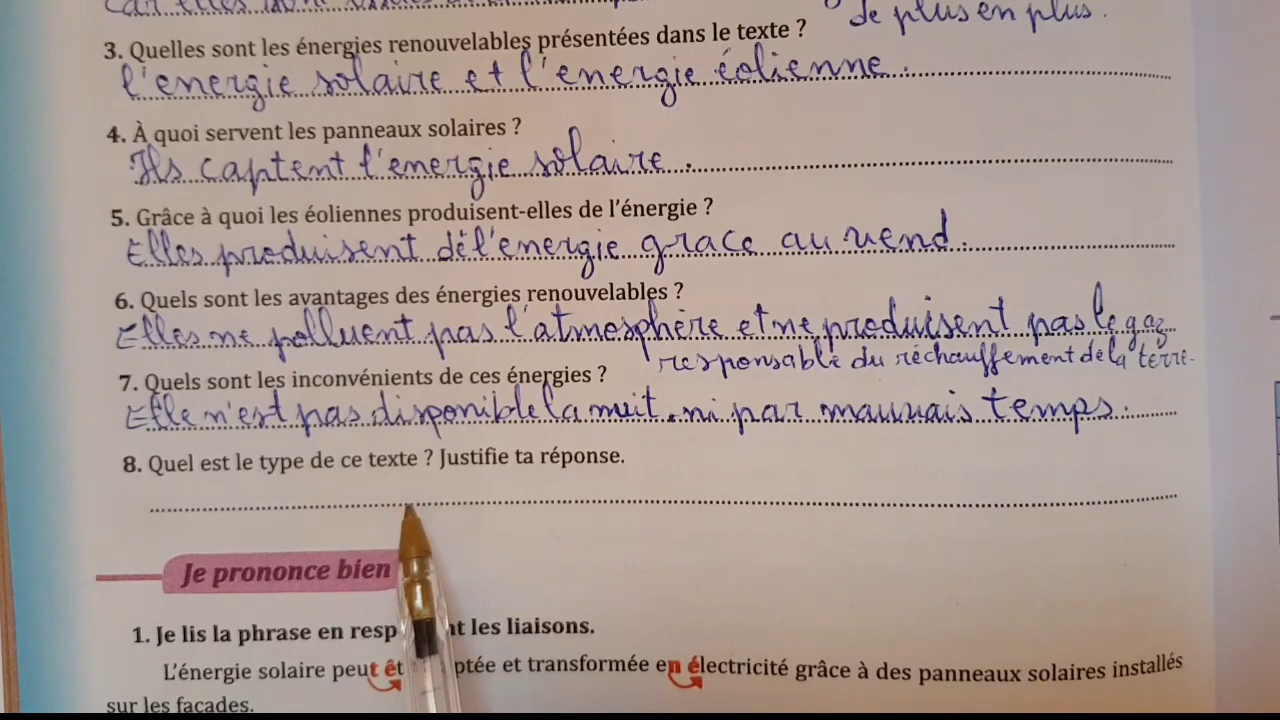 de plus en plus.
3. Quelles sont les énergies renouvelables présentées dans le texte ?
l'energie solaire et l'energie éolienne.
4. À quoi servent les panneaux solaires ?
Ils captent l'energie solaire.
5. Grâce à quoi les éoliennes produisent-elles de l'énergie ?
Elles produisent de l'energie grace au vend.
6. Quels sont les avantages des énergies renouvelables ?
Elles ne polluent pas l'atmosphère et ne produisent pas le gaz
responsable du réchauffement de la terre.
7. Quels sont les inconvénients de ces énergies ?
Elle n'est pas disponible la nuit. ni par mauvais temps.
8. Quel est le type de ce texte ? Justifie ta réponse.
Je prononce bien
1. Je lis la phrase en resp nt les liaisons.
L'énergie solaire peut êt ptée et transformée en électricité grâce à des panneaux solaires installés
sur les façades.